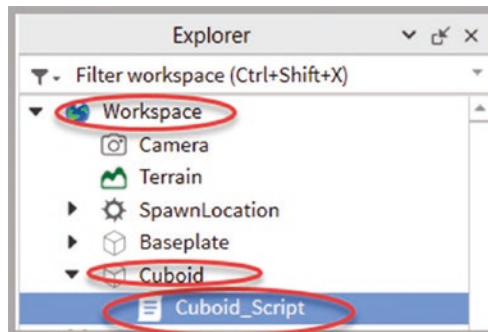 Explorer
Filter workspace (Ctrl+Shift+X)
Workspace
Camera
Terrain
SpawnLocation
Baseplate
Cuboid
Cuboid_Script